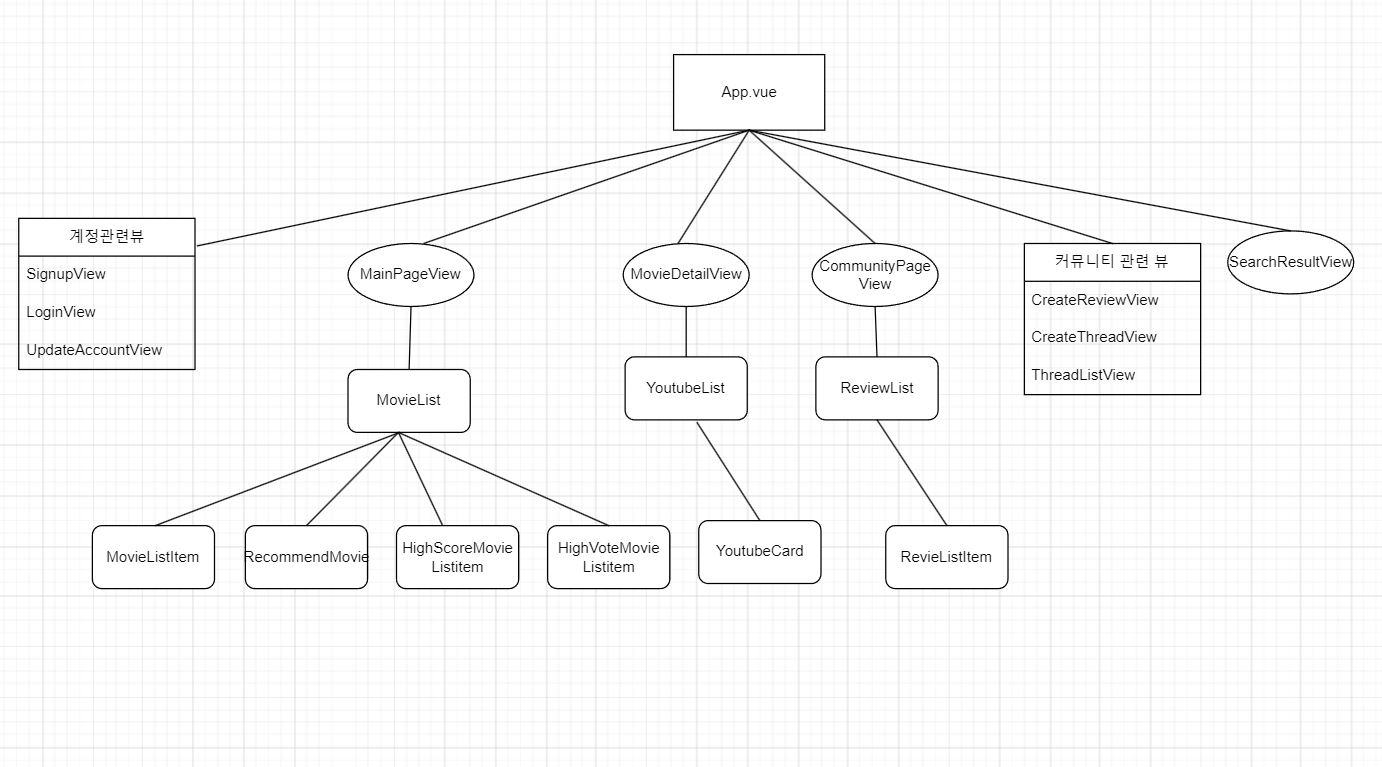 App.vue
계정관련뷰
SignupView
LoginView
UpdateAccountView
MainPageView
MovieDetailView
CommunityPage
View
커뮤니티 관련 뷰
CreateReviewView
CreateThreadView
ThreadListView
SearchResultView
MovieList
YoutubeList
ReviewList
MovieListItem
RecommendMovie
HighScoreMovie
Listitem
HighVoteMovie
Listitem
YoutubeCard
RevieListItem